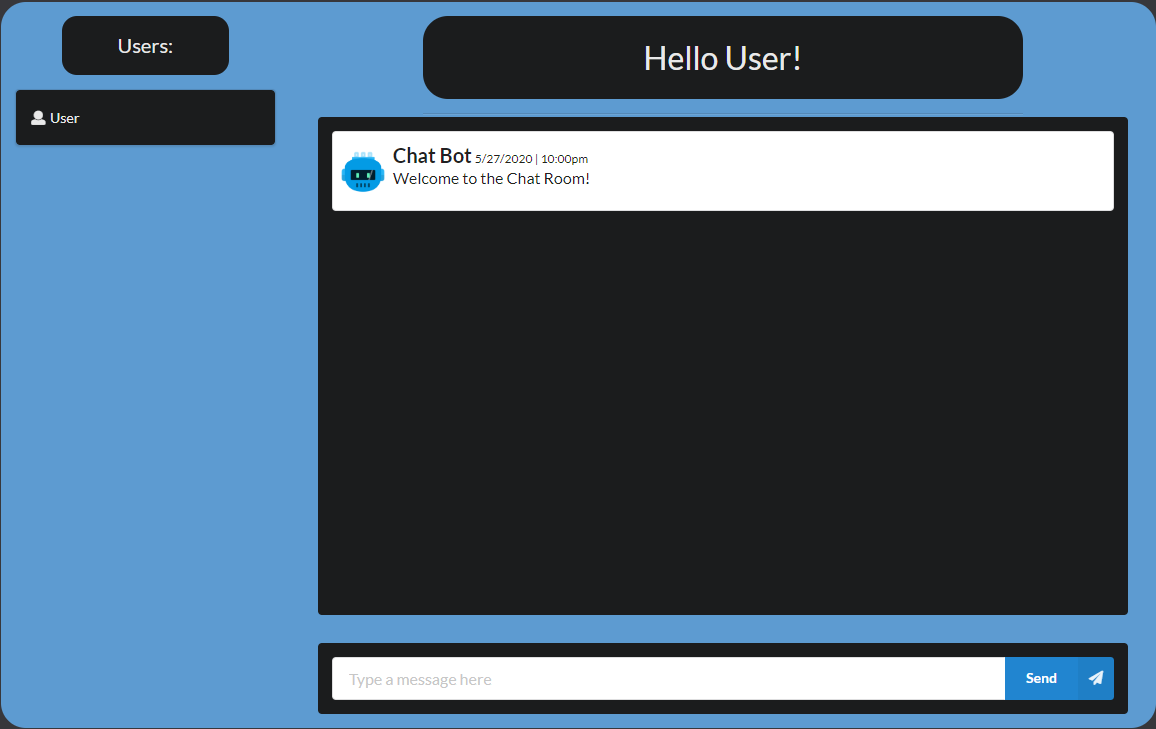 Users:
User
Hello User!
Chat Bot 5/27/2020 | 10:00pm
Welcome to the Chat Room!
Type a message here
Send